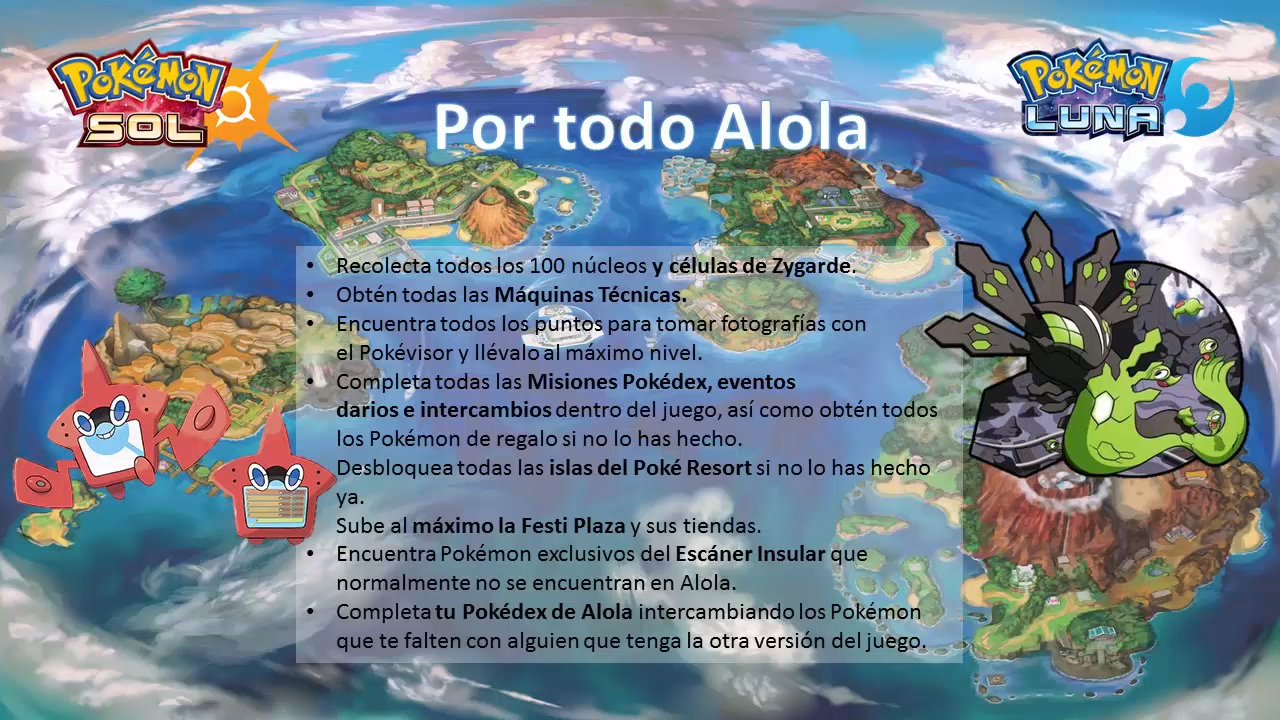 POKÉMON
SOL
POKÉMON
LUNA
Por todo Alola
• Recolecta todos los 100 núcleos y células de Zygarde.
• Obtén todas las Máquinas Técnicas.
• Encuentra todos los puntos para tomar fotografías con
el Pokévisor y llévalo al máximo nivel.
• Completa todas las Misiones Pokédex, eventos
darios e intercambios dentro del juego, así como obtén todos
los Pokémon de regalo si no lo has hecho.
Desbloquea todas las islas del Poké Resort si no lo has hecho
ya.
Sube al máximo la Festi Plaza y sus tiendas.
• Encuentra Pokémon exclusivos del Escáner Insular que
normalmente no se encuentran en Alola.
• Completa tu Pokédex de Alola intercambiando los Pokémon
que te falten con alguien que tenga la otra versión del juego.